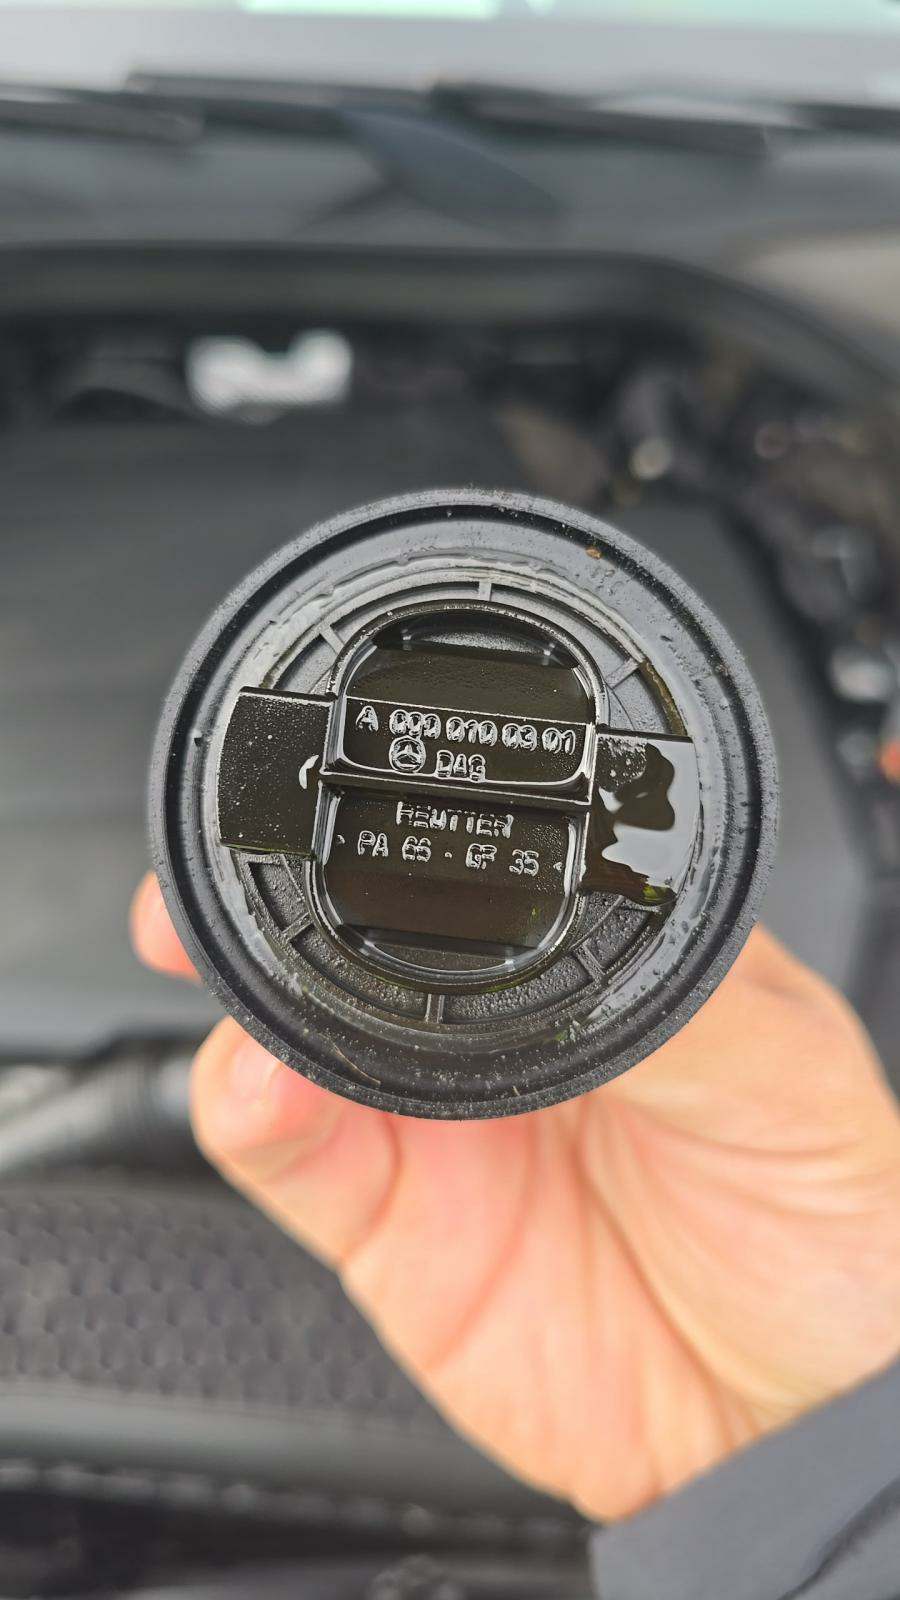 A 000 010 03 01
DAG
REUTTER
> PA 66 - GF 35 <